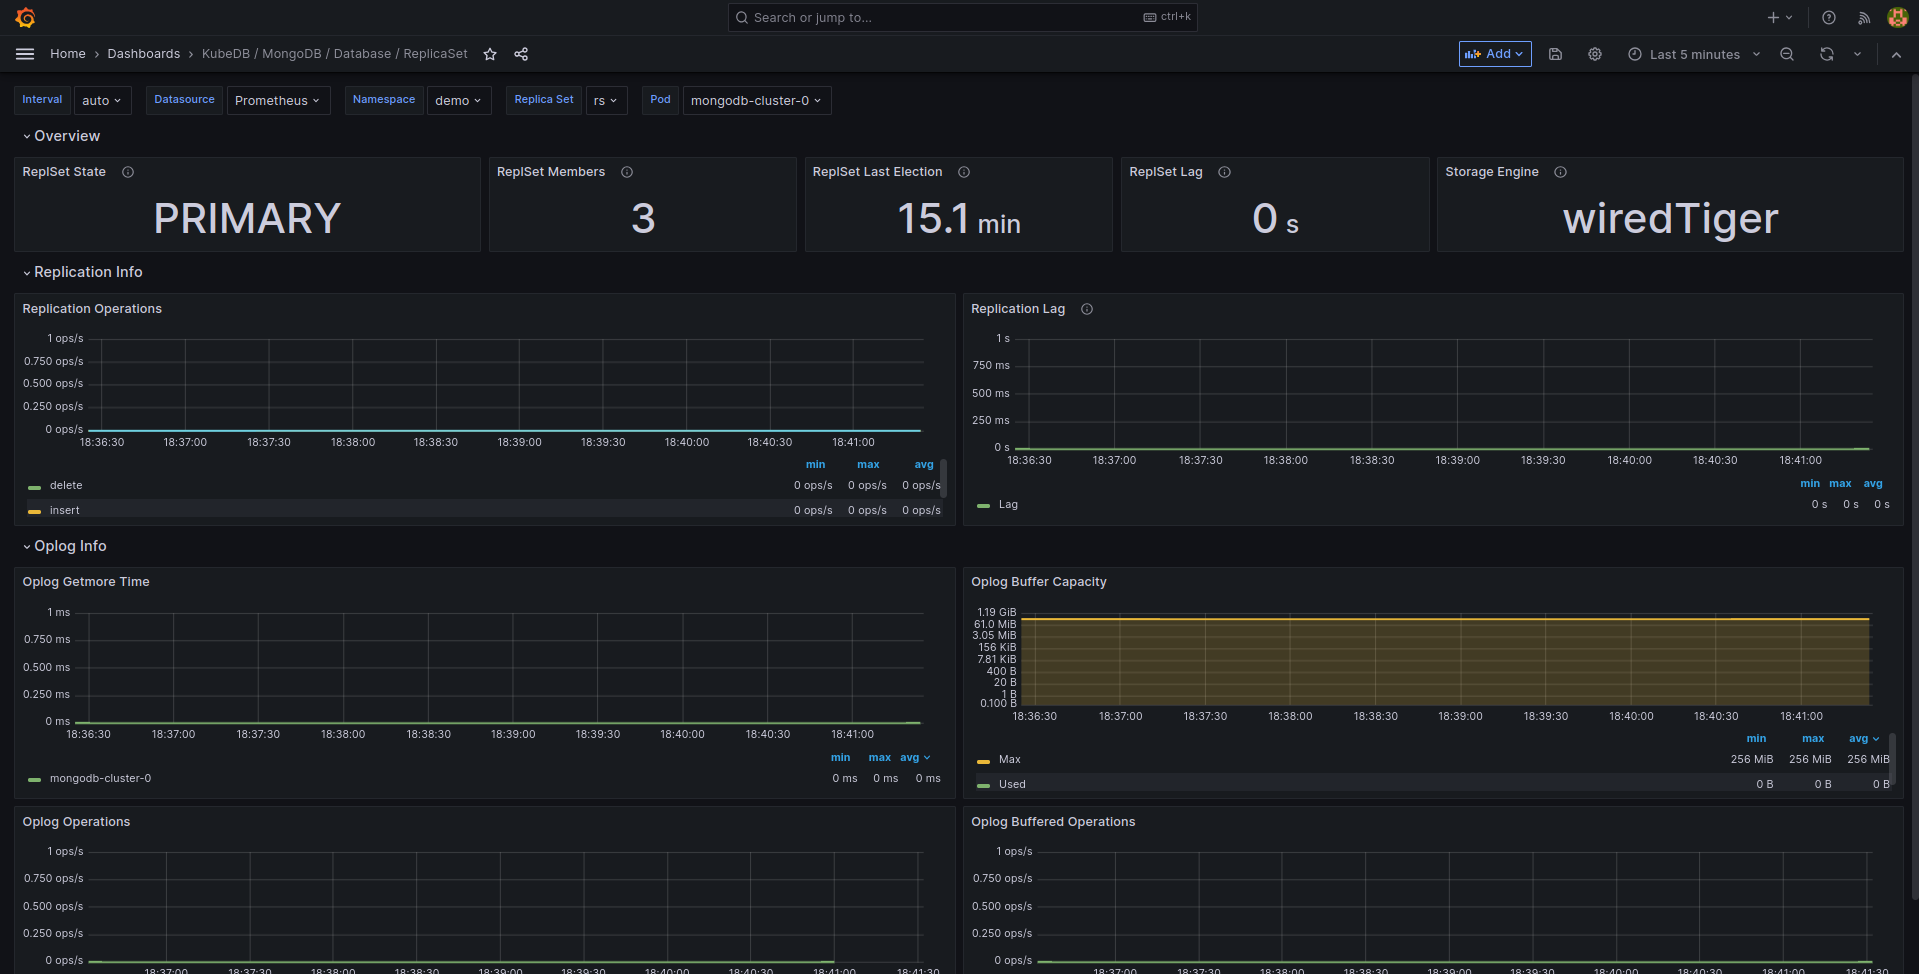 Search or jump to... ctrl+k
Home › Dashboards › KubeDB / MongoDB / Database / ReplicaSet Add Last 5 minutes
Interval auto Datasource Prometheus Namespace demo Replica Set rs Pod mongodb-cluster-0
Overview
ReplSet State ReplSet Members ReplSet Last Election ReplSet Lag Storage Engine
PRIMARY 3 15.1 min 0 s wiredTiger
Replication Info
Replication Operations
1 ops/s
0.750 ops/s
0.500 ops/s
0.250 ops/s
0 ops/s
18:36:30 18:37:00 18:37:30 18:38:00 18:38:30 18:39:00 18:39:30 18:40:00 18:40:30 18:41:00
min max avg
delete 0 ops/s 0 ops/s 0 ops/s
insert 0 ops/s 0 ops/s 0 ops/s
Replication Lag
1 s
750 ms
500 ms
250 ms
0 s
18:36:30 18:37:00 18:37:30 18:38:00 18:38:30 18:39:00 18:39:30 18:40:00 18:40:30 18:41:00
min max avg
Lag 0 s 0 s 0 s
Oplog Info
Oplog Getmore Time
1 ms
0.750 ms
0.500 ms
0.250 ms
0 ms
18:36:30 18:37:00 18:37:30 18:38:00 18:38:30 18:39:00 18:39:30 18:40:00 18:40:30 18:41:00
min max avg
mongodb-cluster-0 0 ms 0 ms 0 ms
Oplog Buffer Capacity
1.19 GiB
61.0 MiB
3.05 MiB
156 KiB
7.81 KiB
400 B
20 B
1 B
0.100 B
18:36:30 18:37:00 18:37:30 18:38:00 18:38:30 18:39:00 18:39:30 18:40:00 18:40:30 18:41:00
min max avg
Max 256 MiB 256 MiB 256 MiB
Used 0 B 0 B 0 B
Oplog Operations
1 ops/s
0.750 ops/s
0.500 ops/s
0.250 ops/s
0 ops/s
18:37:00 18:37:30 18:38:00 18:38:30 18:39:00 18:39:30 18:40:00 18:40:30 18:41:00 18:41:30
Oplog Buffered Operations
1 ops/s
0.750 ops/s
0.500 ops/s
0.250 ops/s
0 ops/s
18:37:00 18:37:30 18:38:00 18:38:30 18:39:00 18:39:30 18:40:00 18:40:30 18:41:00 18:41:30